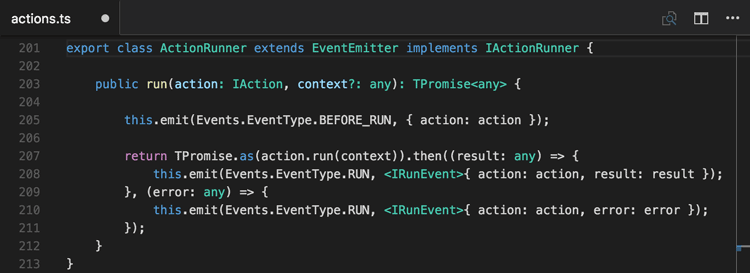 actions.ts
201 export class ActionRunner extends EventEmitter implements IActionRunner {
202
203     public run(action: IAction, context?: any): TPromise<any> {
204
205         this.emit(Events.EventType.BEFORE_RUN, { action: action });
206
207         return TPromise.as(action.run(context)).then((result: any) => {
208             this.emit(Events.EventType.RUN, <IRunEvent>{ action: action, result: result });
209         }, (error: any) => {
210             this.emit(Events.EventType.RUN, <IRunEvent>{ action: action, error: error });
211         });
212     }
213 }